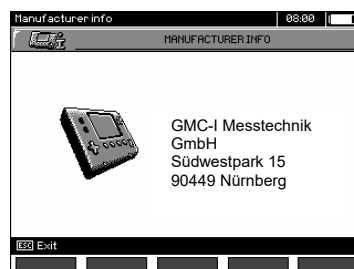 Manufacturer info 08:00
MANUFACTURER INFO
GMC-I Messtechnik
GmbH
Südwestpark 15
90449 Nürnberg
ESC Exit